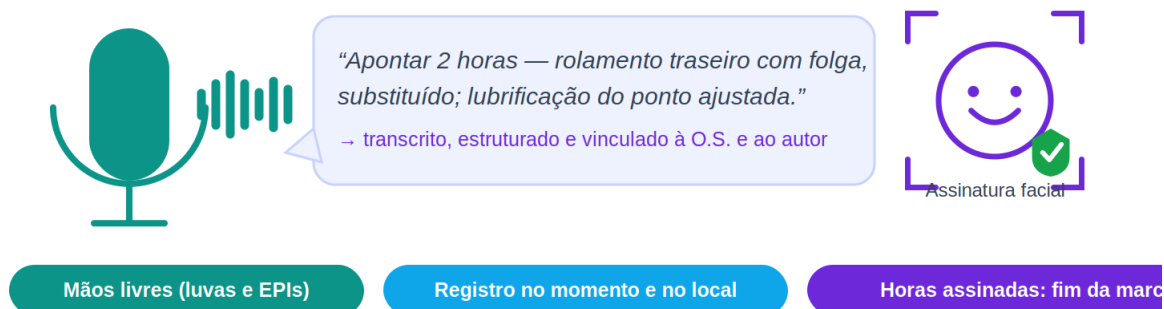 “Apontar 2 horas — rolamento traseiro com folga,
substituído; lubrificação do ponto ajustada.”
→ transcrito, estruturado e vinculado à O.S. e ao autor
Assinatura facial
Mãos livres (luvas e EPIs)
Registro no momento e no local
Horas assinadas: fim da